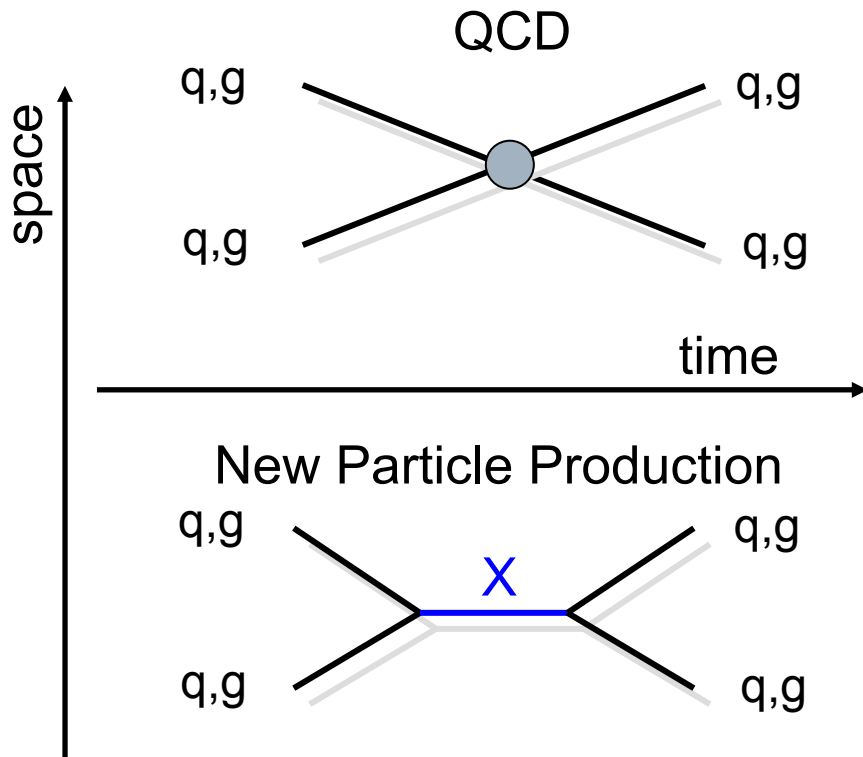 QCD
q,g
q,g
space
q,g
q,g
time
New Particle Production
q,g
q,g
X
q,g
q,g